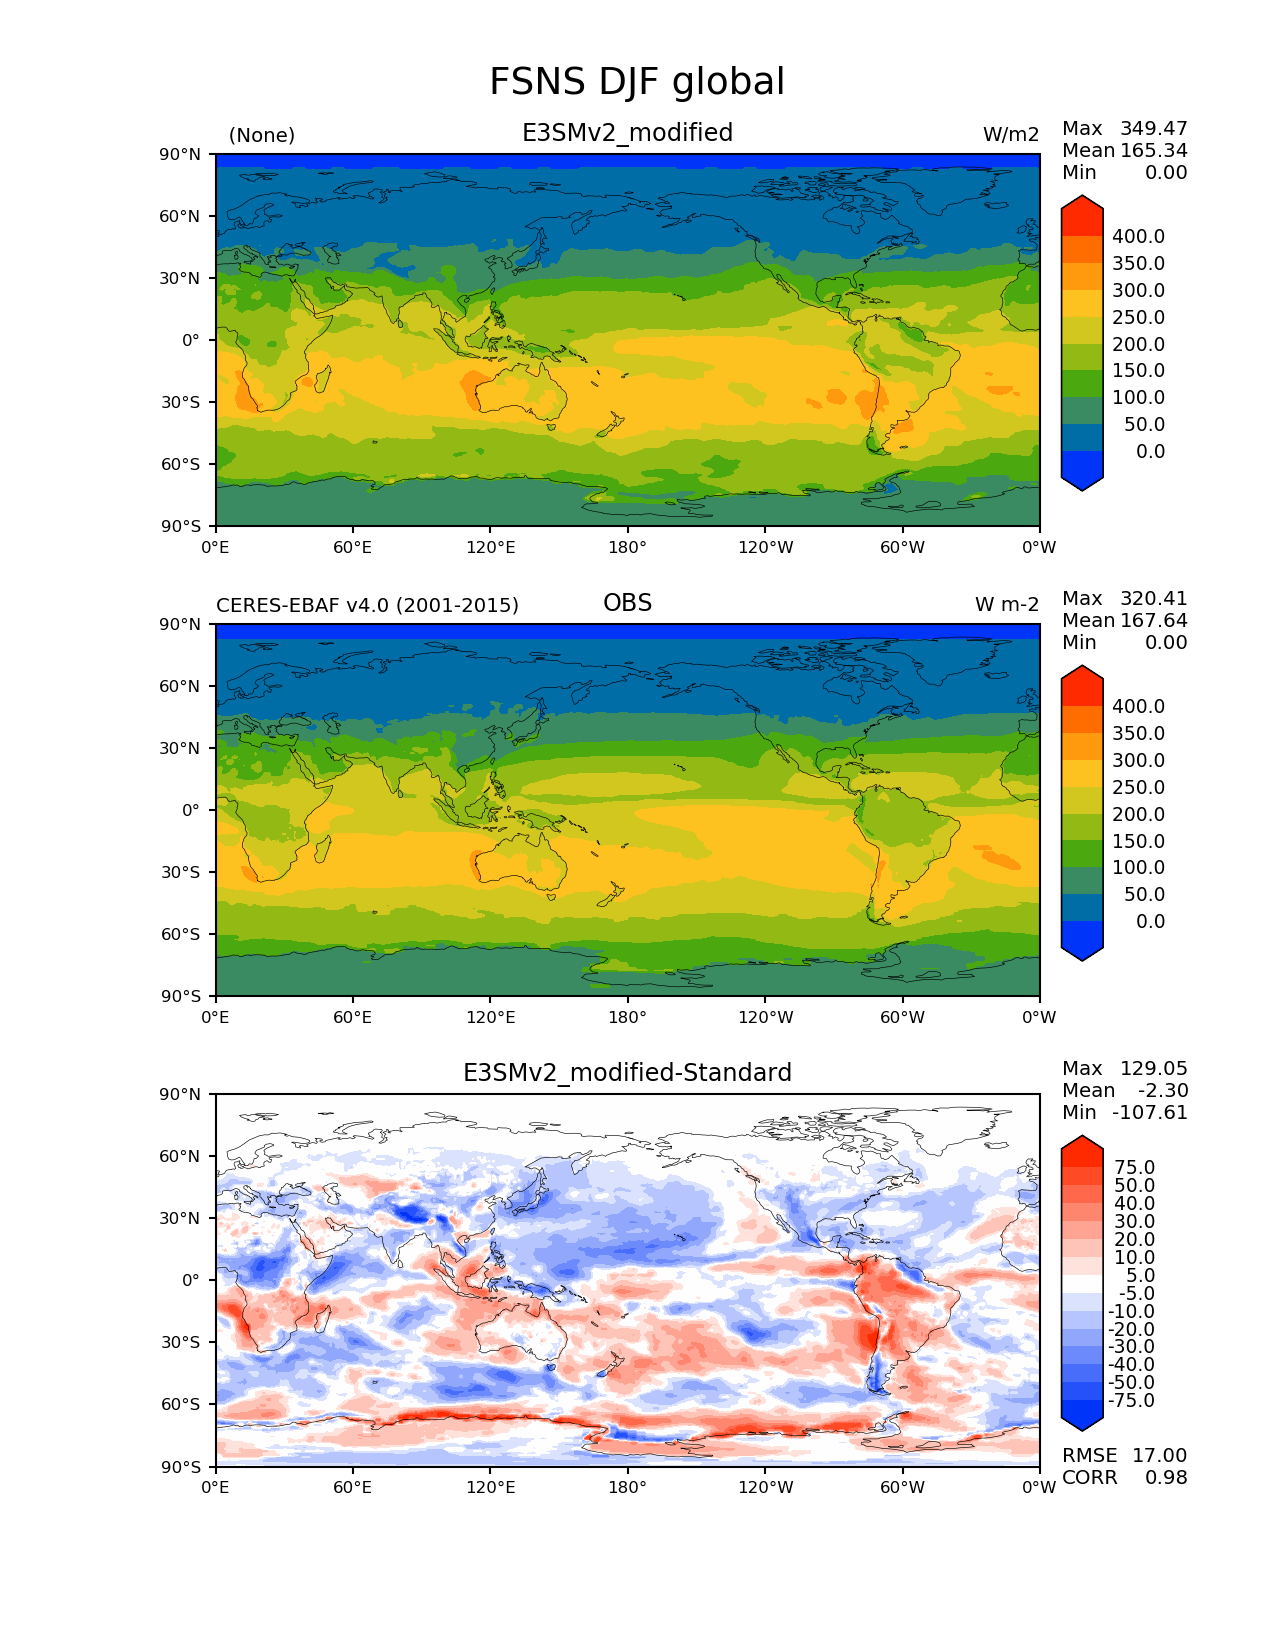 FSNS DJF global
(None) E3SMv2_modified W/m2
Max 349.47
Mean 165.34
Min 0.00
90°N
60°N
30°N
0°
30°S
60°S
90°S
0°E 60°E 120°E 180° 120°W 60°W 0°W
400.0
350.0
300.0
250.0
200.0
150.0
100.0
50.0
0.0
CERES-EBAF v4.0 (2001-2015) OBS W m-2
Max 320.41
Mean 167.64
Min 0.00
90°N
60°N
30°N
0°
30°S
60°S
90°S
0°E 60°E 120°E 180° 120°W 60°W 0°W
400.0
350.0
300.0
250.0
200.0
150.0
100.0
50.0
0.0
E3SMv2_modified-Standard
Max 129.05
Mean -2.30
Min -107.61
90°N
60°N
30°N
0°
30°S
60°S
90°S
0°E 60°E 120°E 180° 120°W 60°W 0°W
75.0
50.0
40.0
30.0
20.0
10.0
5.0
-5.0
-10.0
-20.0
-30.0
-40.0
-50.0
-75.0
RMSE 17.00
CORR 0.98